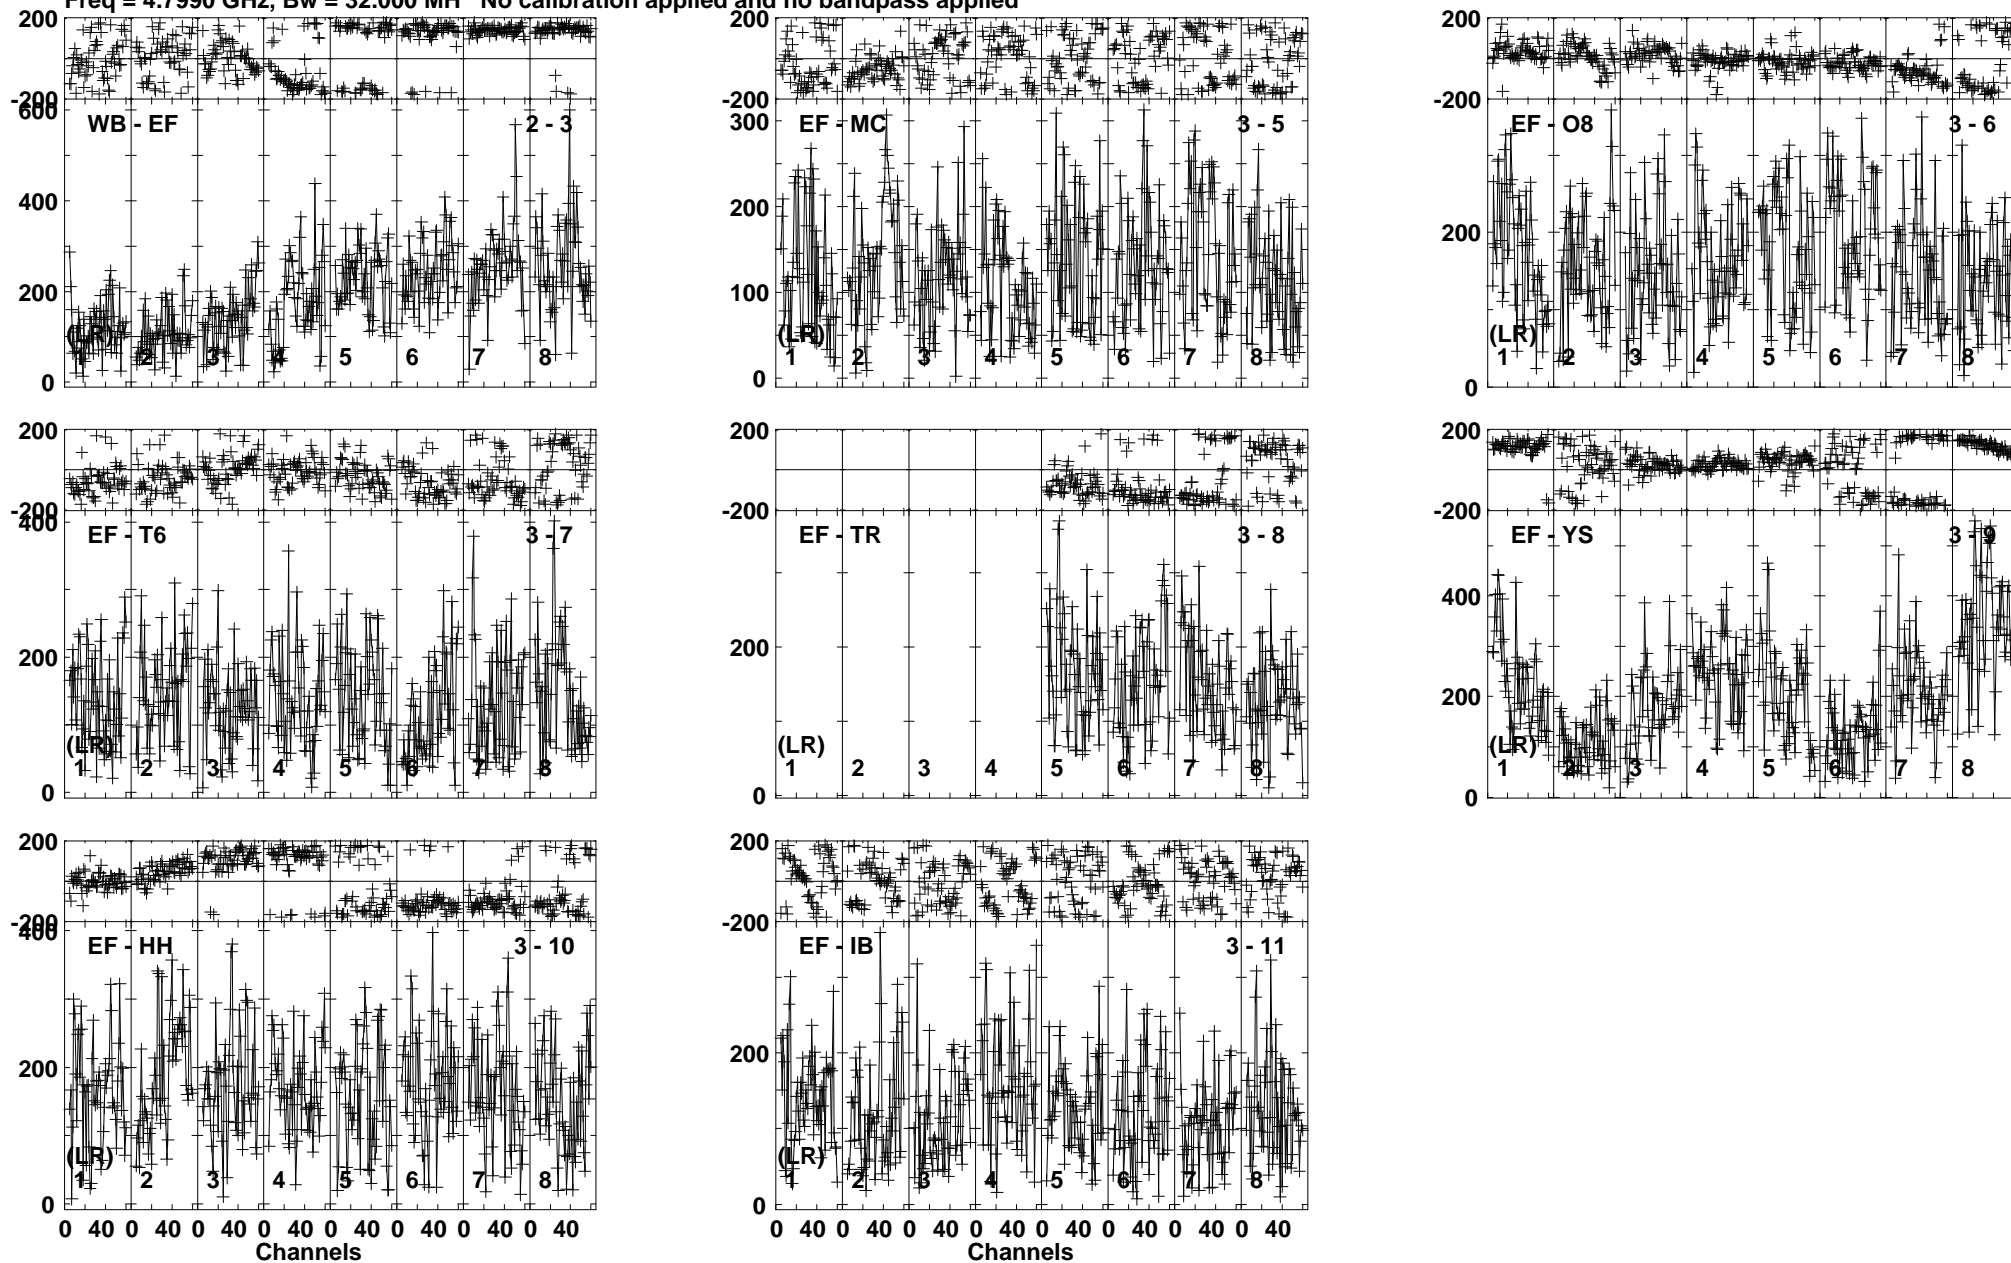 Freq = 4.7990 GHz, Bw = 32.000 MH No calibration applied and no bandpass applied
200
-200
600
400
200
0
WB - EF
2 - 3
(LR)
1 2 3 4 5 6 7 8
200
-200
300
200
100
0
EF - MC
3 - 5
(LR)
1 2 3 4 5 6 7 8
200
-200
200
0
EF - O8
3 - 6
(LR)
1 2 3 4 5 6 7 8
200
-200
400
200
0
EF - T6
3 - 7
(LR)
1 2 3 4 5 6 7 8
200
-200
200
0
EF - TR
3 - 8
(LR)
1 2 3 4 5 6 7 8
200
-200
400
200
0
EF - YS
3 - 9
(LR)
1 2 3 4 5 6 7 8
200
-200
400
200
0
EF - HH
3 - 10
(LR)
1 2 3 4 5 6 7 8
0 40 0 40 0 40 0 40 0 40 0 40 0 40 0 40
Channels
200
-200
200
0
EF - IB
3 - 11
(LR)
1 2 3 4 5 6 7 8
0 40 0 40 0 40 0 40 0 40 0 40 0 40 0 40
Channels